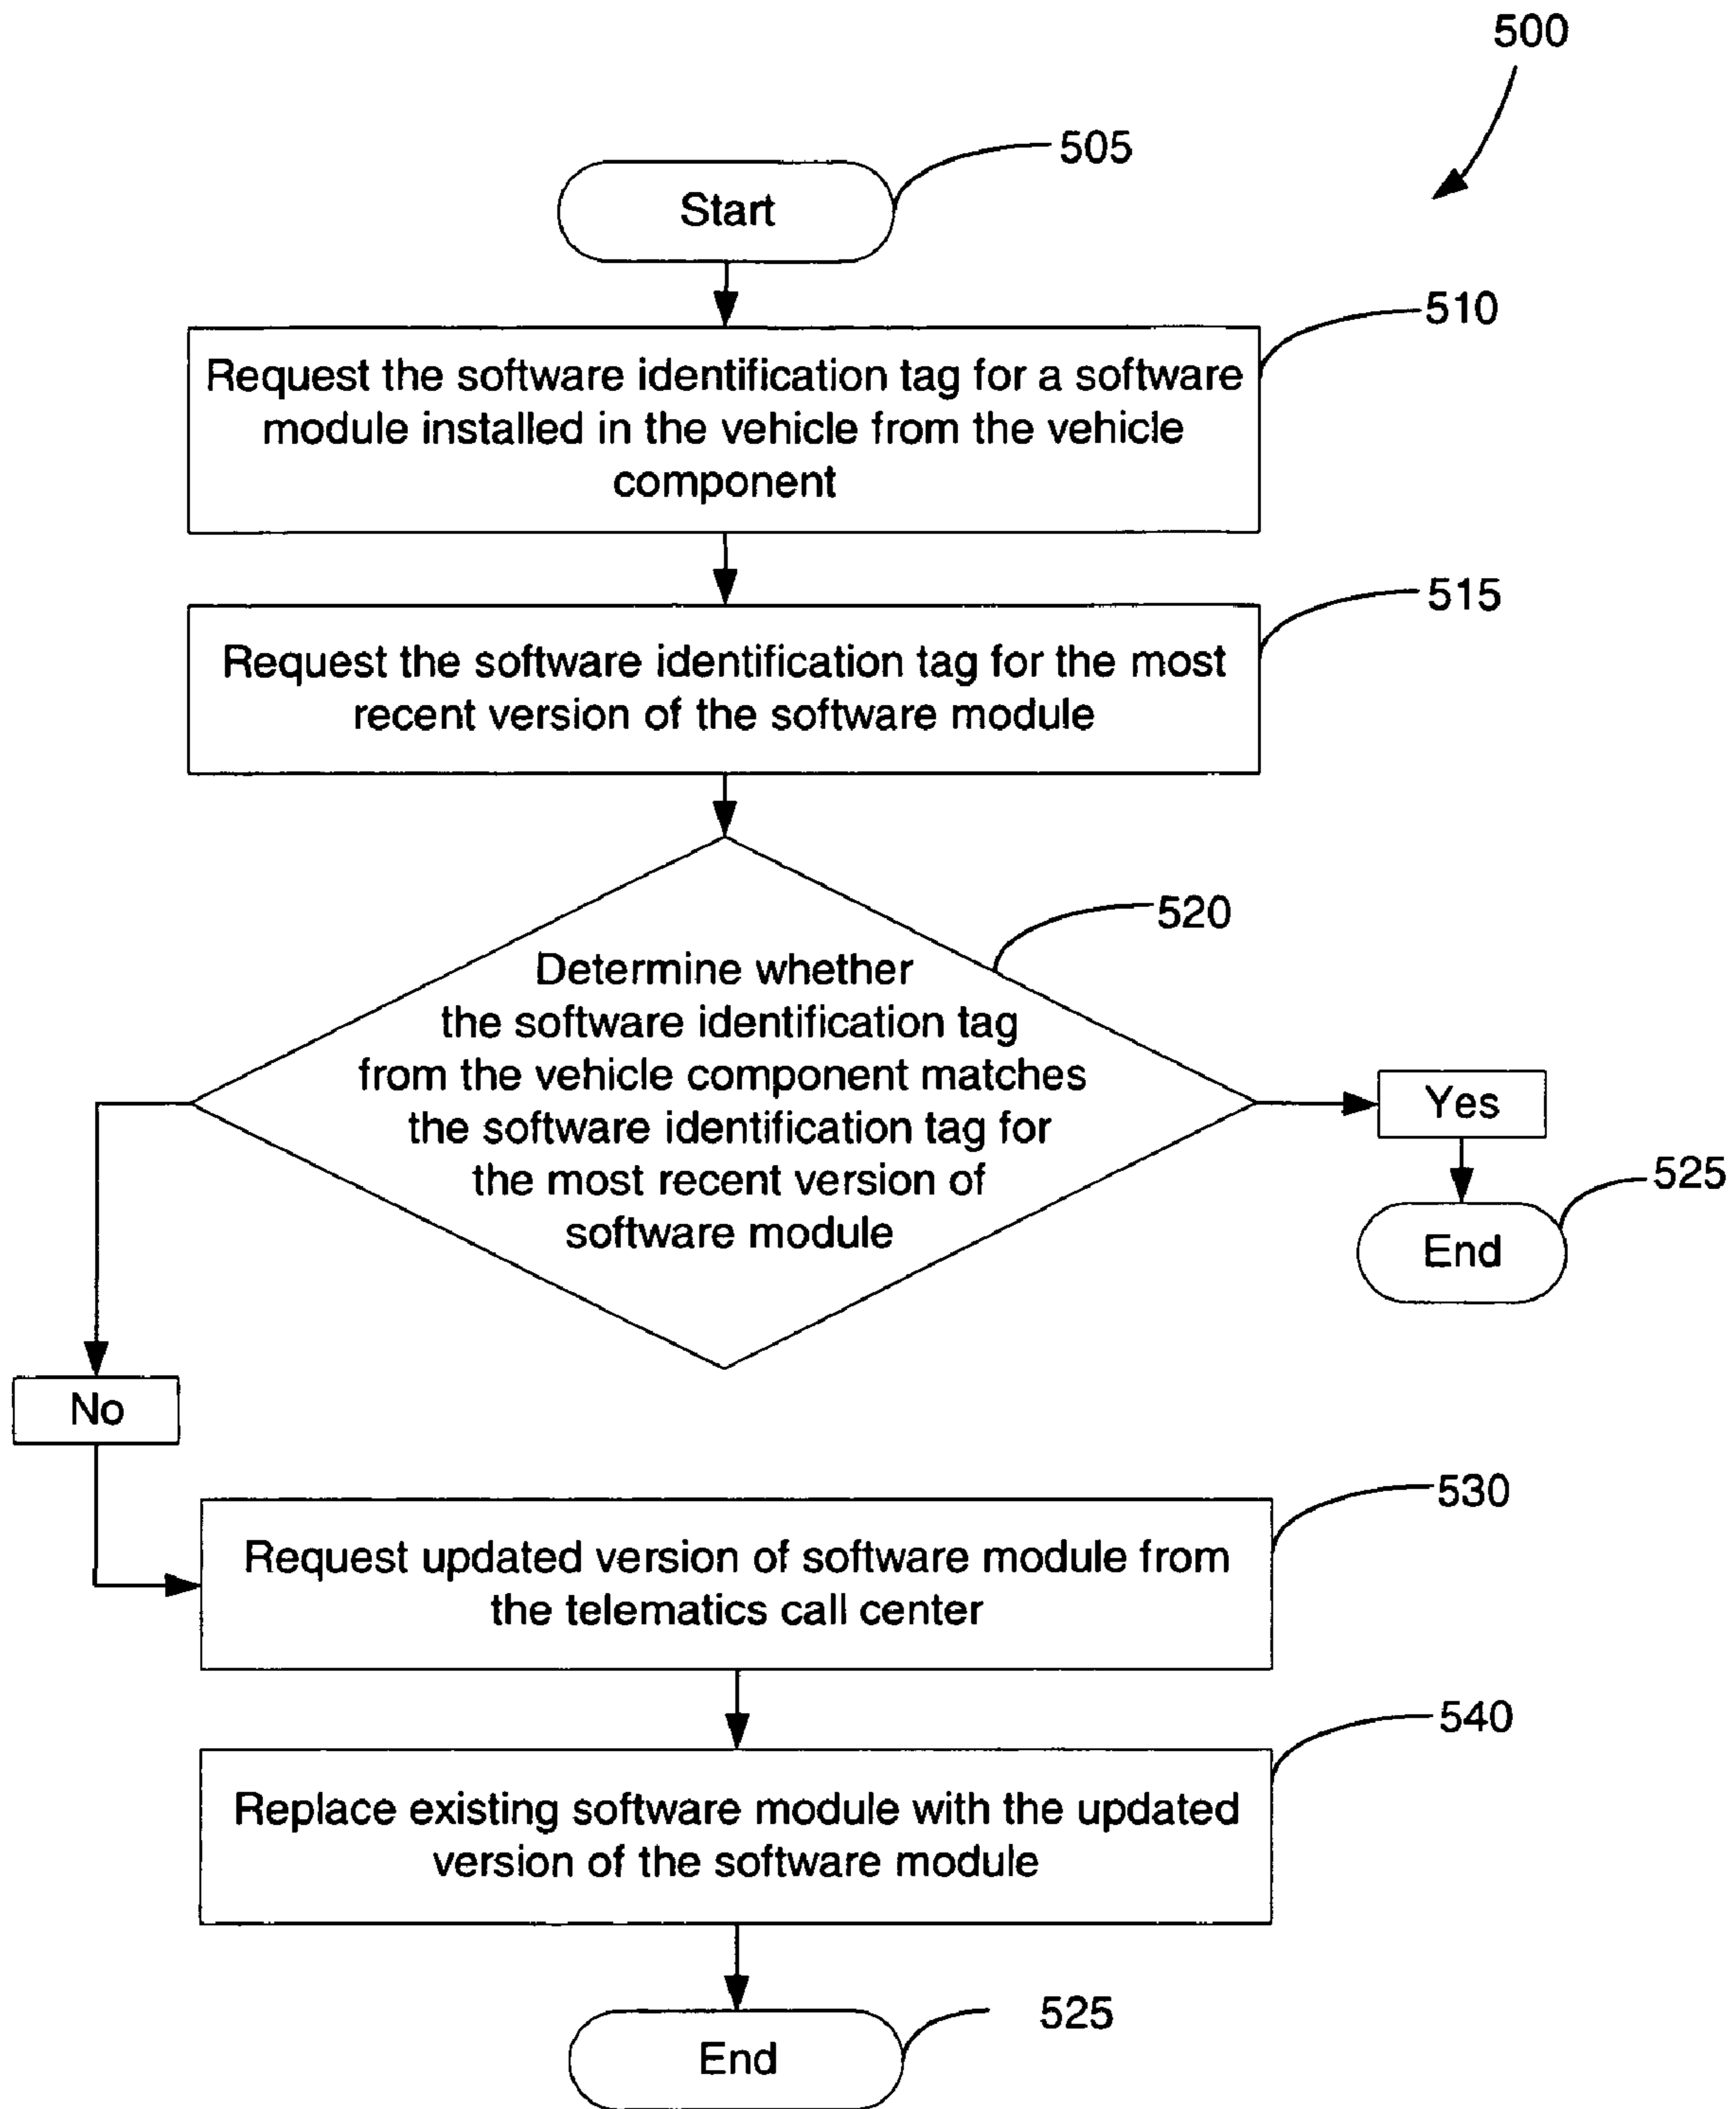 500
505
Start
510
Request the software identification tag for a software
module installed in the vehicle from the vehicle
component
515
Request the software identification tag for the most
recent version of the software module
520
Determine whether
the software identification tag
from the vehicle component matches
the software identification tag for
the most recent version of
software module
Yes
525
End
No
530
Request updated version of software module from
the telematics call center
540
Replace existing software module with the updated
version of the software module
525
End